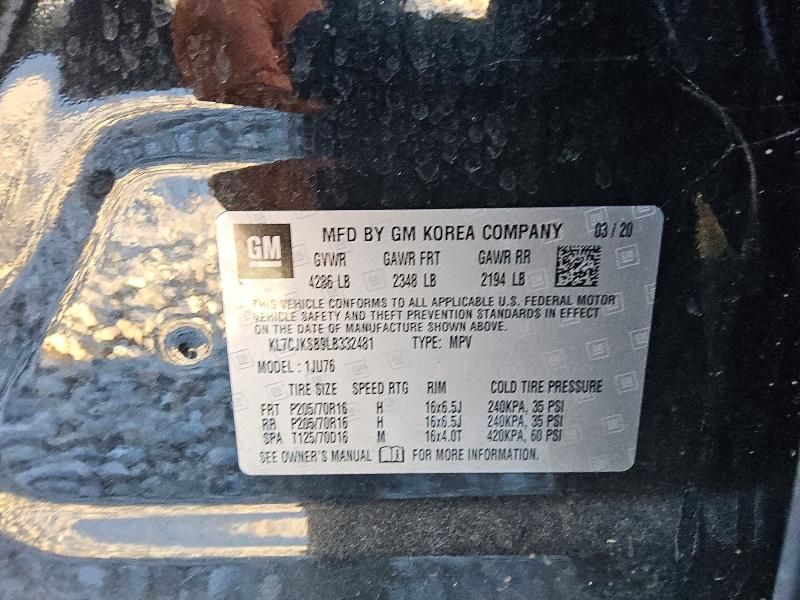 GM
MFD BY GM KOREA COMPANY 03/20
GVWR GAWR FRT GAWR RR
4286 LB 2348 LB 2194 LB
THIS VEHICLE CONFORMS TO ALL APPLICABLE U.S. FEDERAL MOTOR
VEHICLE SAFETY AND THEFT PREVENTION STANDARDS IN EFFECT
ON THE DATE OF MANUFACTURE SHOWN ABOVE.
KL7CJKSB9LB332481 TYPE: MPV
MODEL: 1JU76
TIRE SIZE SPEED RTG RIM COLD TIRE PRESSURE
FRT P205/70R16 H 16x6.5J 240KPA, 35 PSI
RR P205/70R16 H 16x6.5J 240KPA, 35 PSI
SPA T125/70D16 M 16x4.0T 420KPA, 60 PSI
SEE OWNER'S MANUAL FOR MORE INFORMATION.